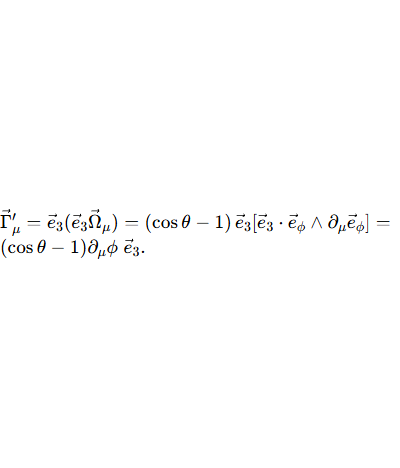 $\vec{\Gamma}'_\mu = \vec{e}_3(\vec{e}_3\vec{\Omega}_\mu) = (\cos\theta - 1)\,\vec{e}_3[\vec{e}_3 \cdot \vec{e}_\phi \wedge \partial_\mu \vec{e}_\phi] =$
$(\cos\theta - 1)\partial_\mu\phi\;\vec{e}_3.$